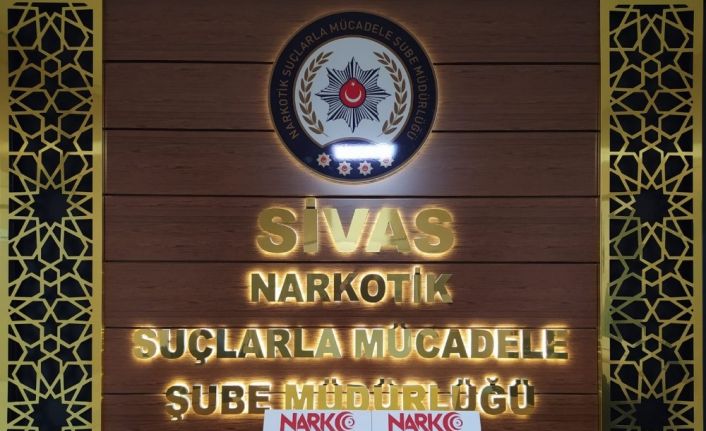 NARKOTİK SUÇLARLA MÜCADELE ŞUBE MÜDÜRLÜĞÜ
SİVAS
NARKOTİK
SUÇLARLA MÜCADELE
ŞUBE MÜDÜRLÜĞÜ
NARKO NARKO